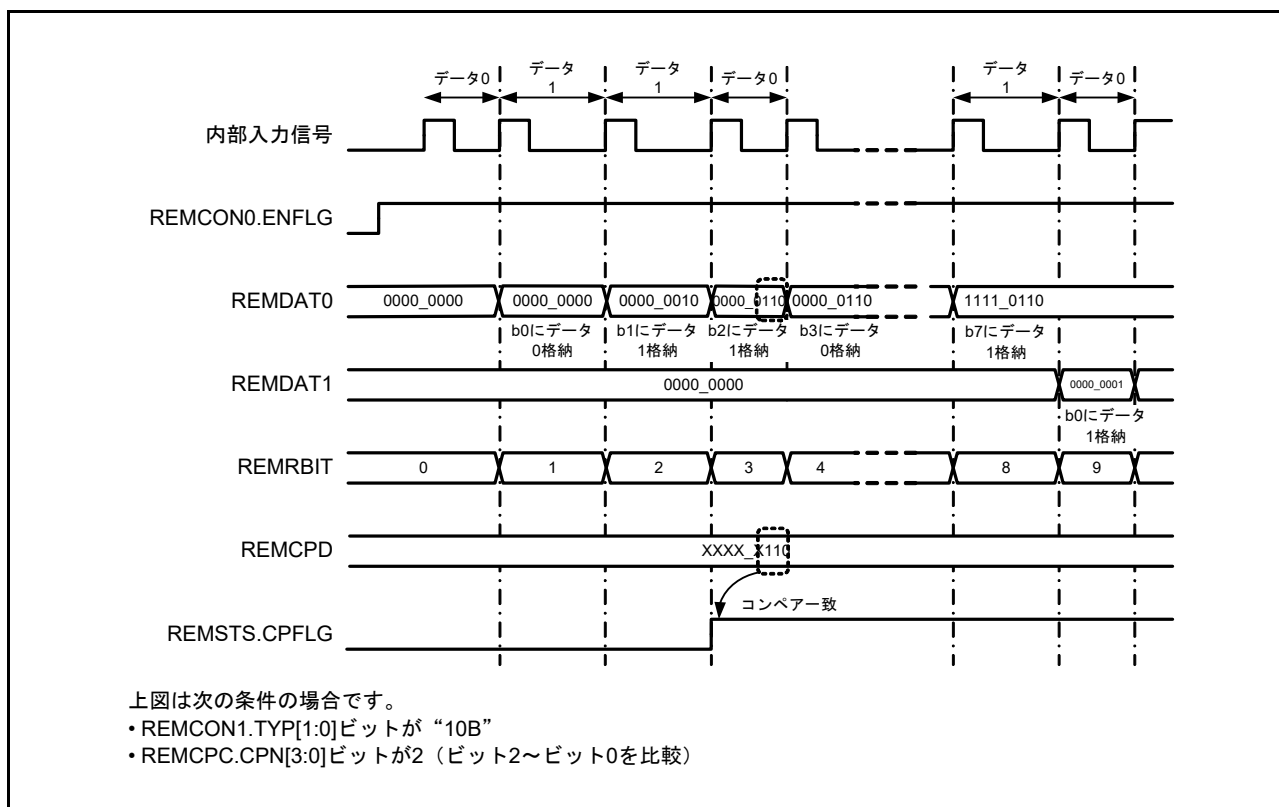 データ0 データ1 データ1 データ0 データ1 データ0
内部入力信号
REMCON0.ENFLG
REMDAT0 0000_0000 0000_0000 0000_0010 0000_0110 0000_0110 1111_0110
b0にデータ b1にデータ b2にデータ b3にデータ b7にデータ
0格納 1格納 1格納 0格納 1格納
REMDAT1 0000_0000 0000_0001
b0にデータ
1格納
REMRBIT 0 1 2 3 4 8 9
REMCPD XXXX_X110
コンペア一致
REMSTS.CPFLG
上図は次の条件の場合です。
• REMCON1.TYP[1:0]ビットが“10B”
• REMCPC.CPN[3:0]ビットが2（ビット2～ビット0を比較）